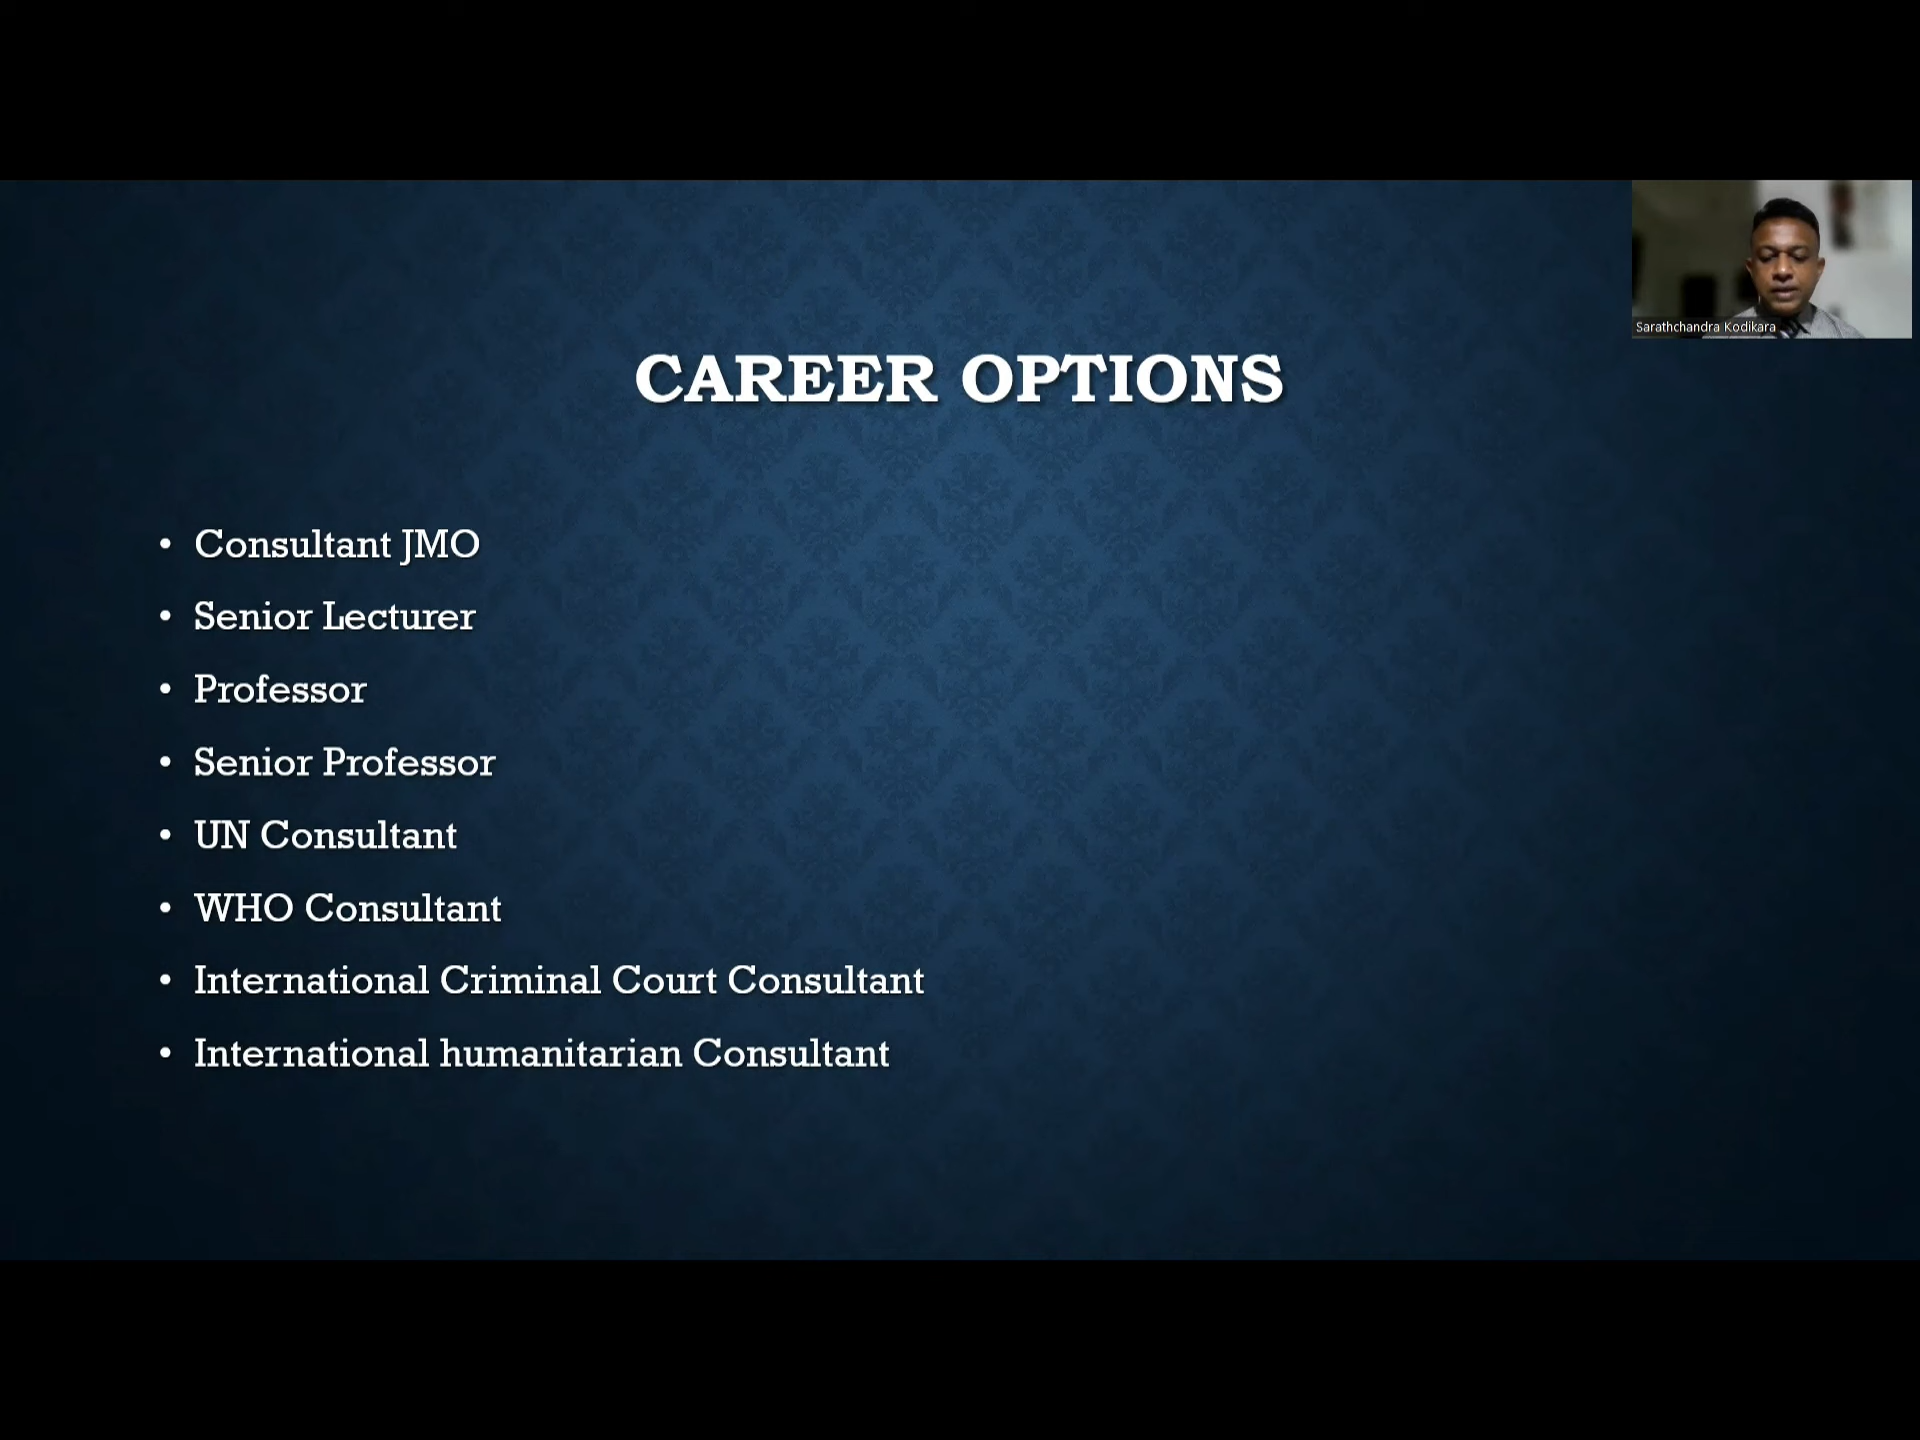 Sarathchandra Kodikara
CAREER OPTIONS
• Consultant JMO
• Senior Lecturer
• Professor
• Senior Professor
• UN Consultant
• WHO Consultant
• International Criminal Court Consultant
• International humanitarian Consultant